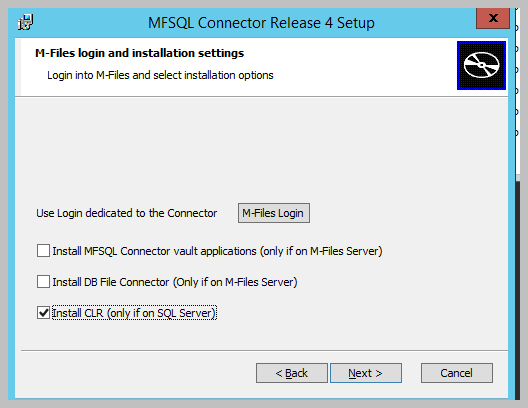 MFSQL Connector Release 4 Setup
x
M-Files login and installation settings
Login into M-Files and select installation options
Use Login dedicated to the Connector
M-Files Login
Install MFSQL Connector vault applications (only if on M-Files Server)
Install DB File Connector (Only if on M-Files Server)
Install CLR (only if on SQL Server)
< Back
Next >
Cancel